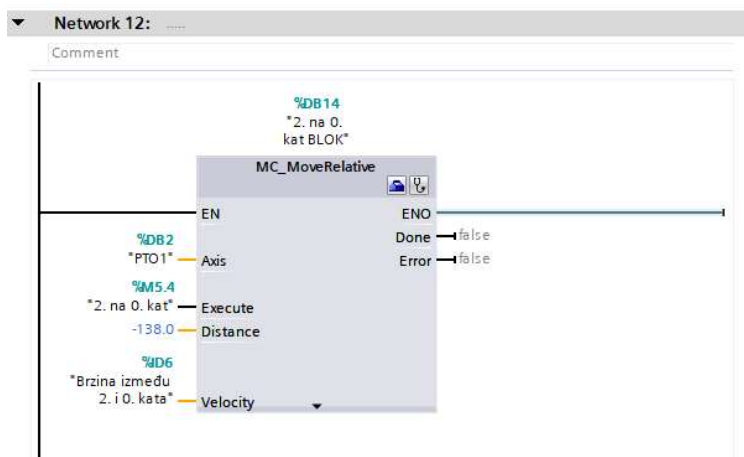 Network 12: .....
Comment
%DB14
"2. na 0.
kat BLOK"
MC_MoveRelative
EN
ENO
%DB2
"PTO1"
Axis
Done
false
Error
false
%M5.4
"2. na 0. kat"
Execute
-138.0
Distance
%ID6
"Brzina između
2. i 0. kata"
Velocity